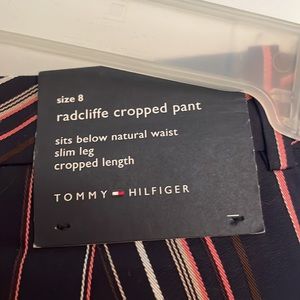 size 8
radcliffe cropped pant
sits below natural waist
slim leg
cropped length
TOMMY HILFIGER